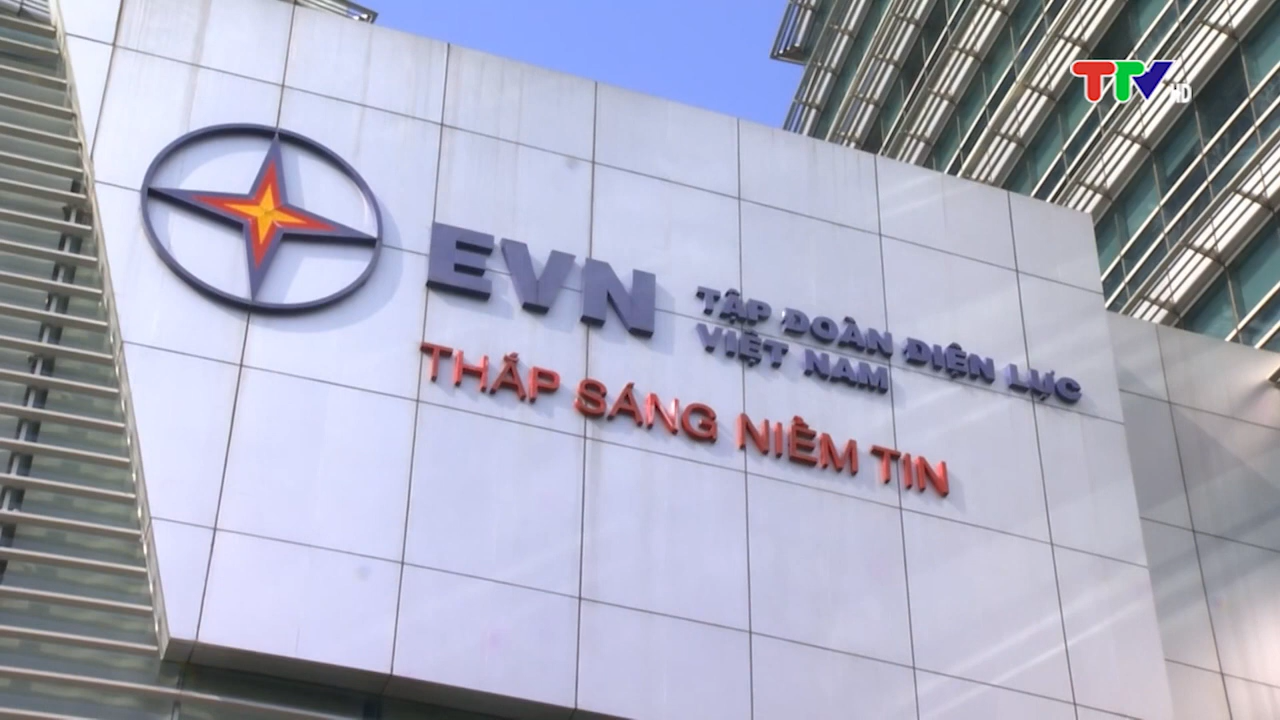 TTV HD
EVN
TẬP ĐOÀN ĐIỆN LỰC
VIỆT NAM
THẮP SÁNG NIỀM TIN